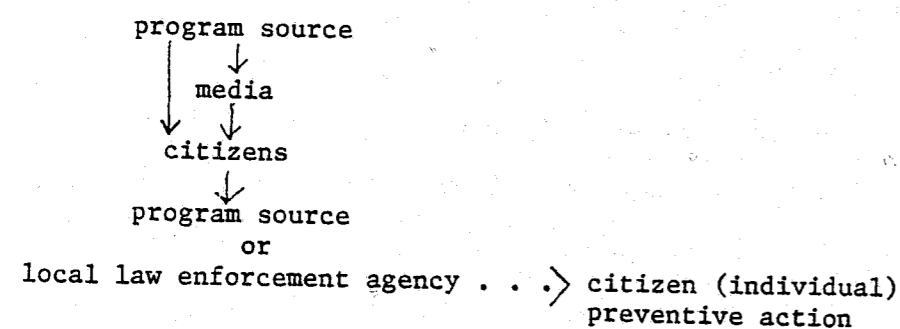 program source
media
citizens
program source
or
local law enforcement agency . . .> citizen (individual)
preventive action